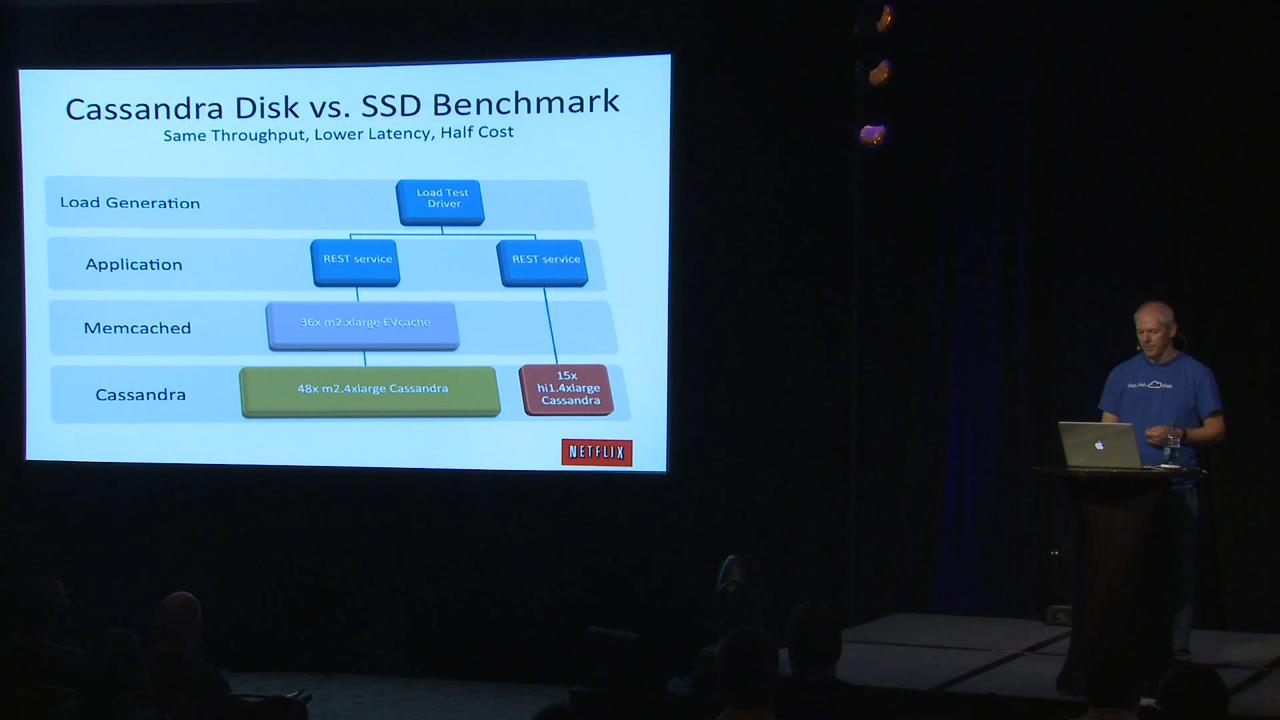 Cassandra Disk vs. SSD Benchmark
Same Throughput, Lower Latency, Half Cost
Load Generation
Load Test
Driver
Application
REST service
REST service
Memcached
36x m2.xlarge EVcache
Cassandra
48x m2.4xlarge Cassandra
15x
hi1.4xlarge
Cassandra
NETFLIX